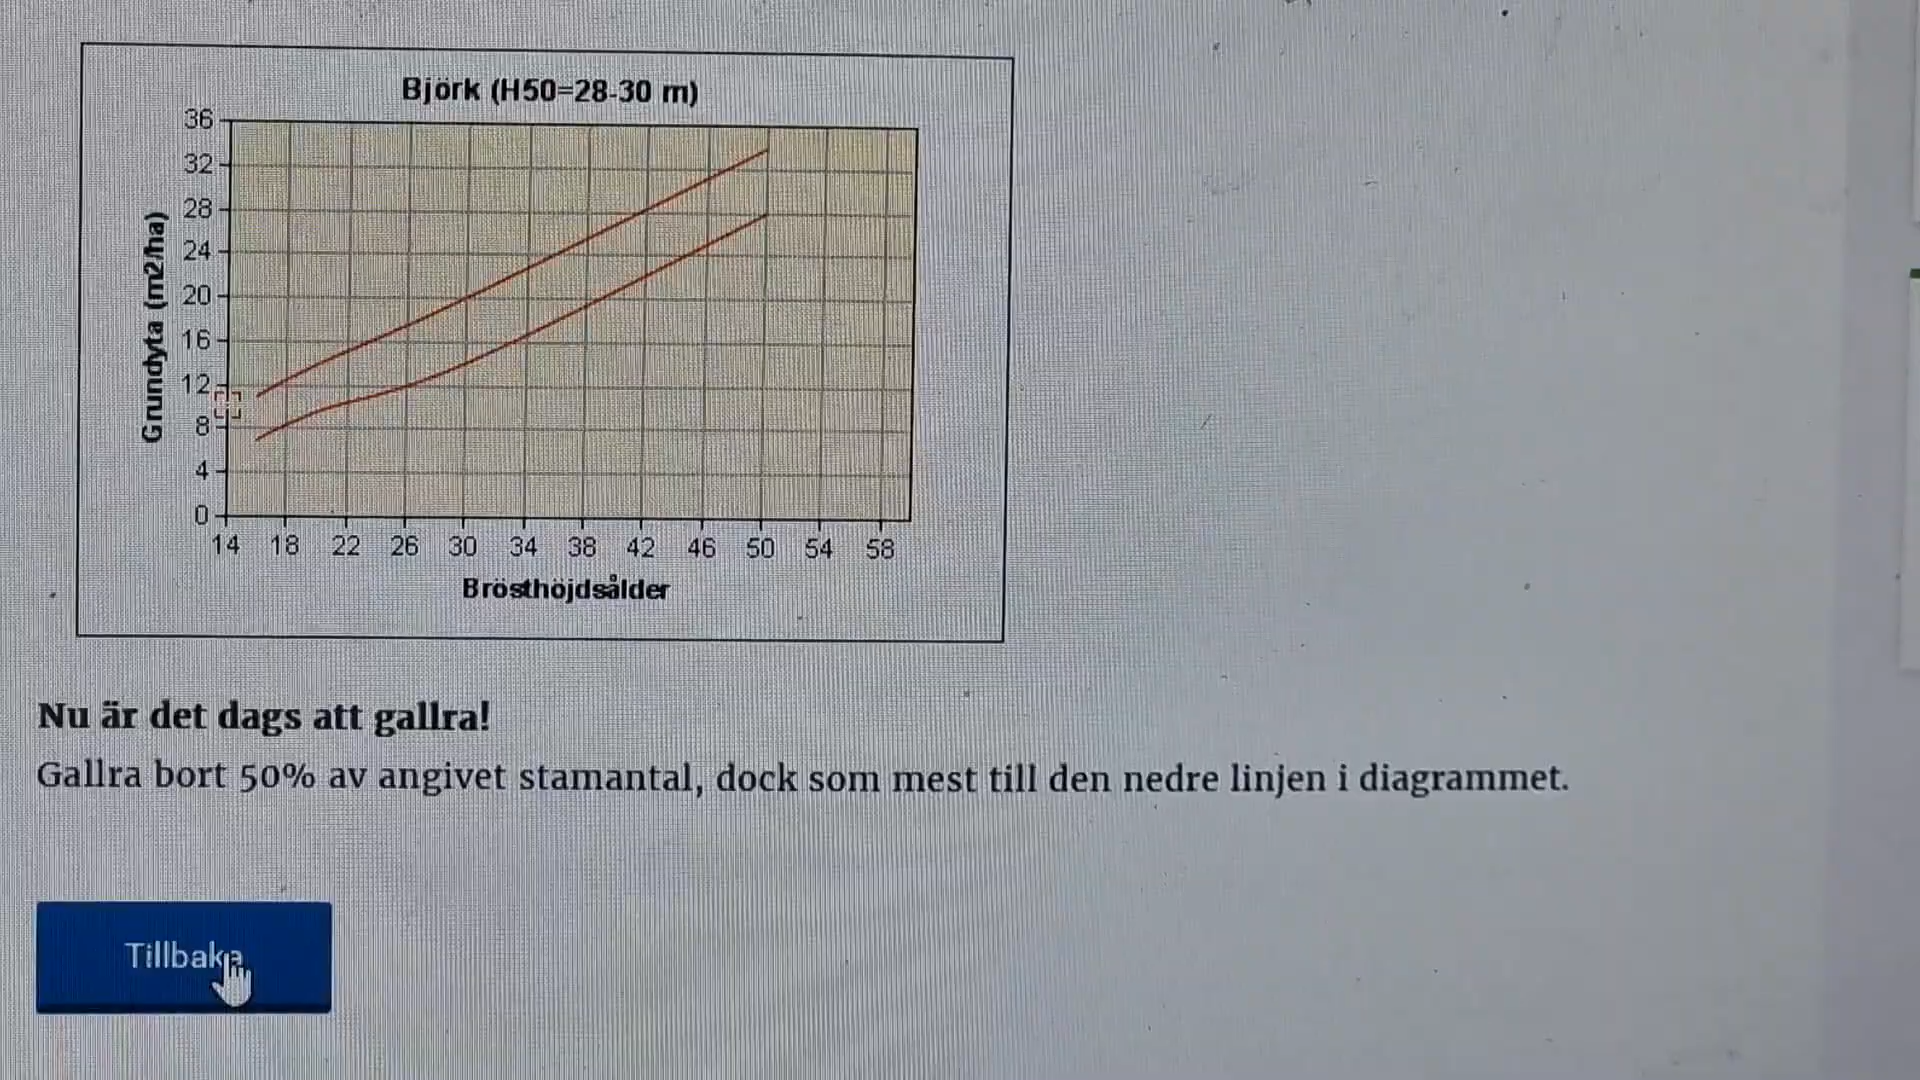 Björk (H50=28-30 m)
36
32
28
24
20
16
12
8
4
0
Grundyta (m2/ha)
14 18 22 26 30 34 38 42 46 50 54 58
Brösthöjdsålder
Nu är det dags att gallra!
Gallra bort 50% av angivet stamantal, dock som mest till den nedre linjen i diagrammet.
Tillbaka